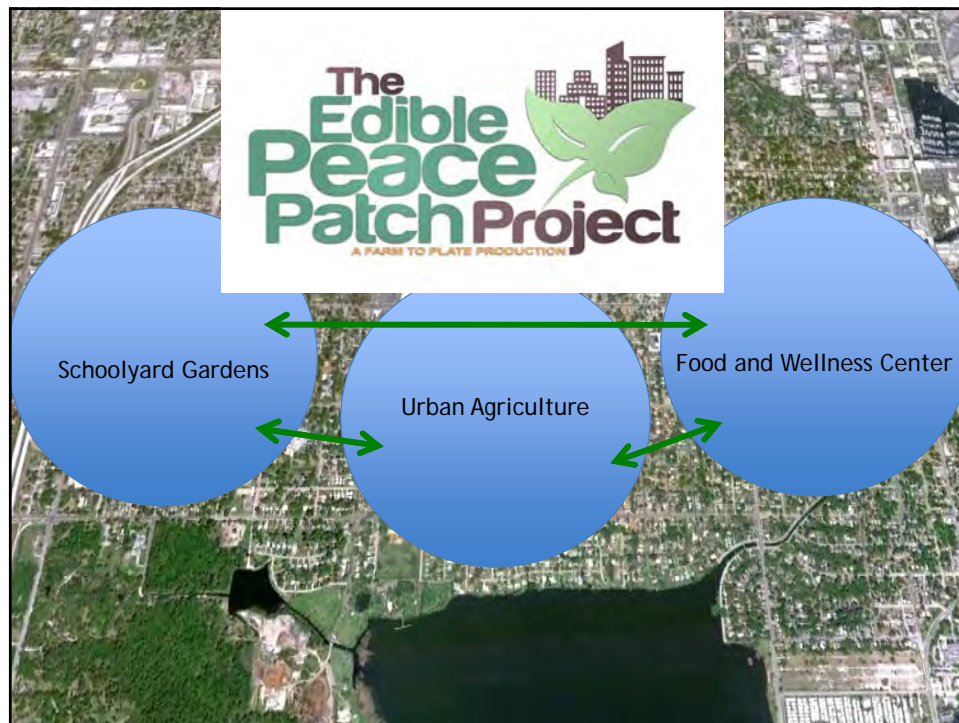 The
Edible
Peace
Patch Project
A FARM TO PLATE PRODUCTION
Schoolyard Gardens
Urban Agriculture
Food and Wellness Center